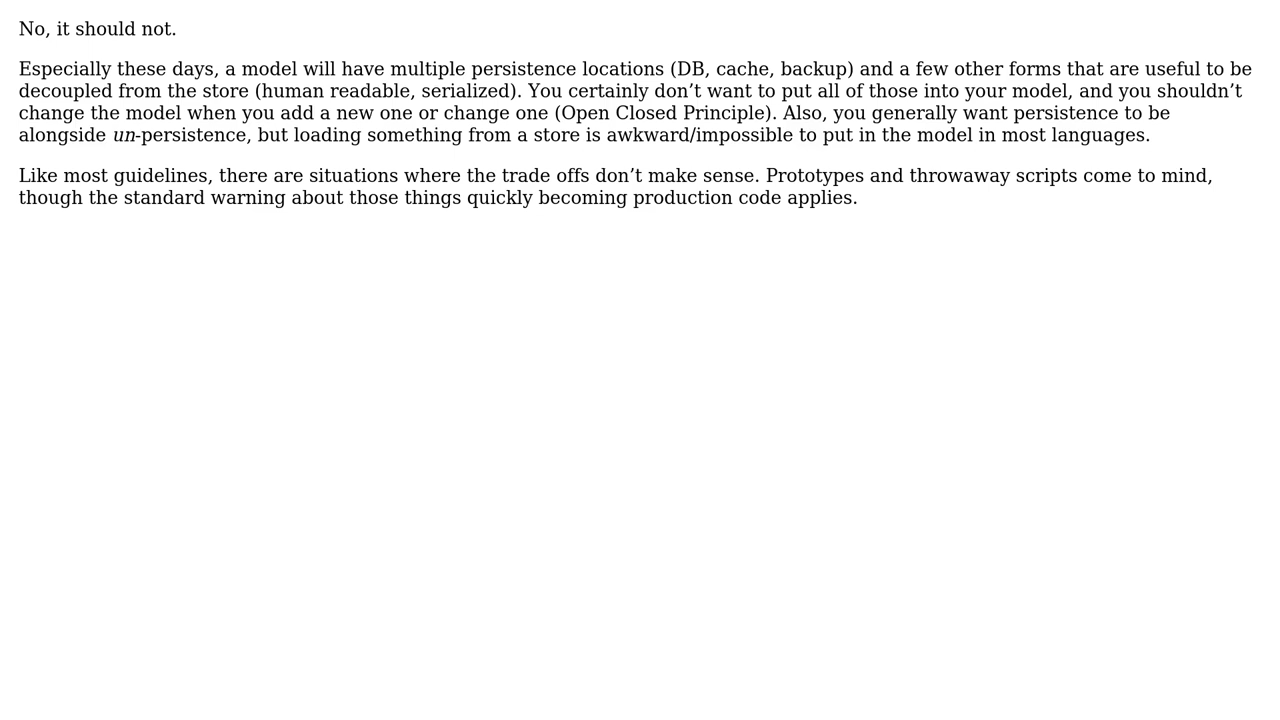 No, it should not.
Especially these days, a model will have multiple persistence locations (DB, cache, backup) and a few other forms that are useful to be
decoupled from the store (human readable, serialized). You certainly don’t want to put all of those into your model, and you shouldn’t
change the model when you add a new one or change one (Open Closed Principle). Also, you generally want persistence to be
alongside un-persistence, but loading something from a store is awkward/impossible to put in the model in most languages.
Like most guidelines, there are situations where the trade offs don’t make sense. Prototypes and throwaway scripts come to mind,
though the standard warning about those things quickly becoming production code applies.